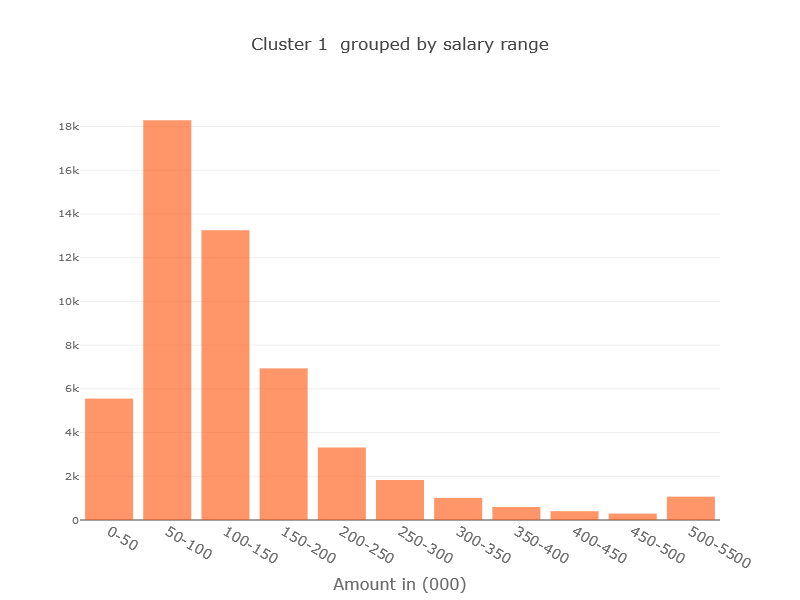 Cluster 1  grouped by salary range
18k
16k
14k
12k
10k
8k
6k
4k
2k
0
0-50
50-100
100-150
150-200
200-250
250-300
300-350
350-400
400-450
450-500
500-5500
Amount in (000)